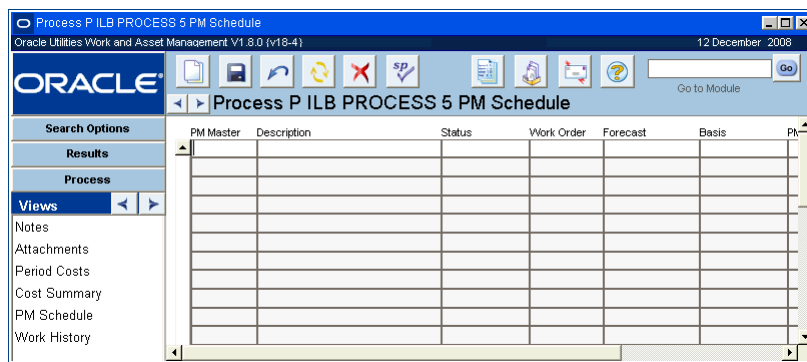 Process P ILB PROCESS 5 PM Schedule
Oracle Utilities Work and Asset Management V1.8.0 {v18-4} 12 December 2008
ORACLE
sp
Go
Go to Module
Process P ILB PROCESS 5 PM Schedule
Search Options
Results
Process
Views
Notes
Attachments
Period Costs
Cost Summary
PM Schedule
Work History
PM Master Description Status Work Order Forecast Basis PM